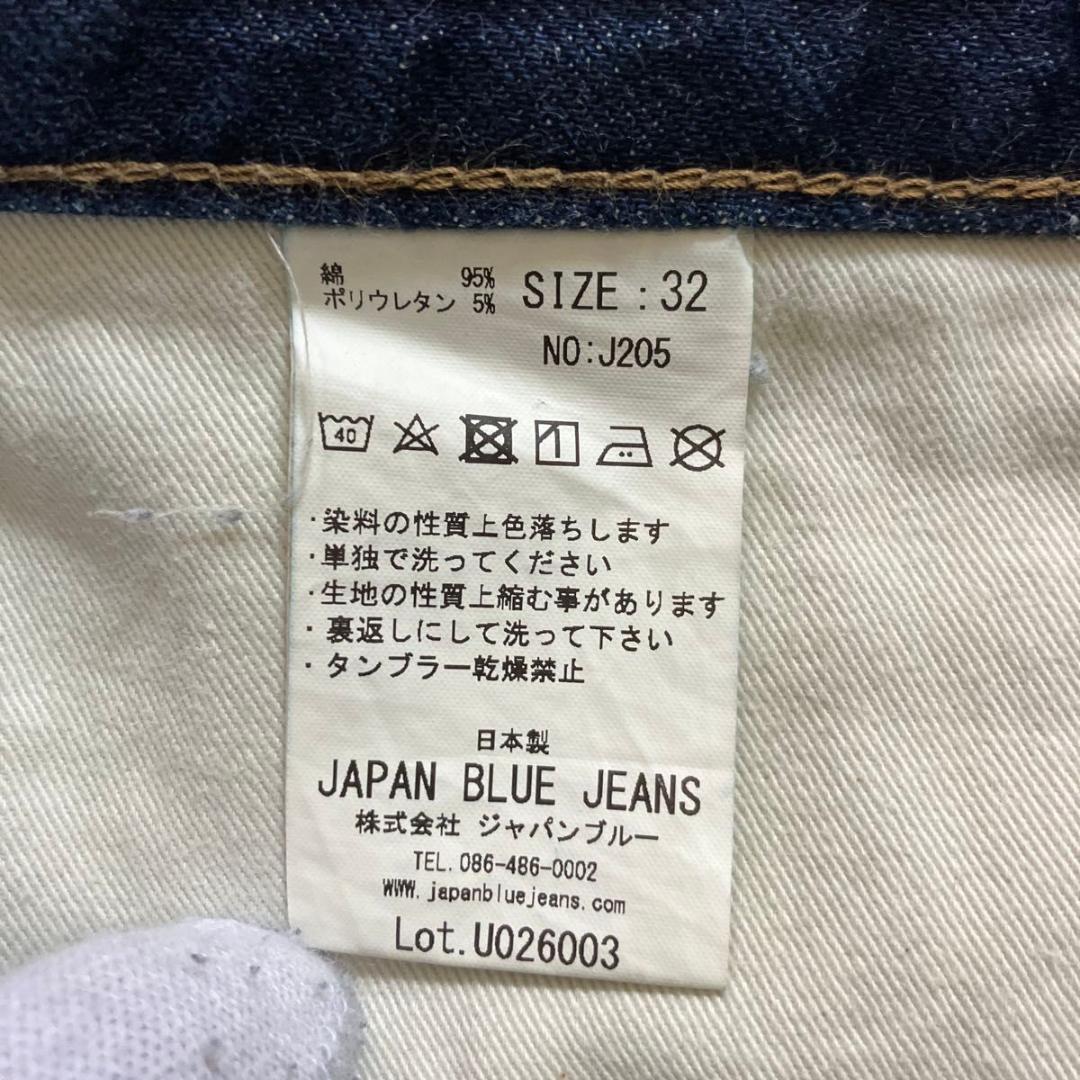 綿 95%
ポリウレタン 5%
SIZE : 32
NO:J205
40
・染料の性質上色落ちします
・単独で洗ってください
・生地の性質上縮む事があります
・裏返しにして洗って下さい
・タンブラー乾燥禁止
日本製
JAPAN BLUE JEANS
株式会社 ジャパンブルー
TEL. 086-486-0002
WWW. japanbluejeans. com
Lot. U026003